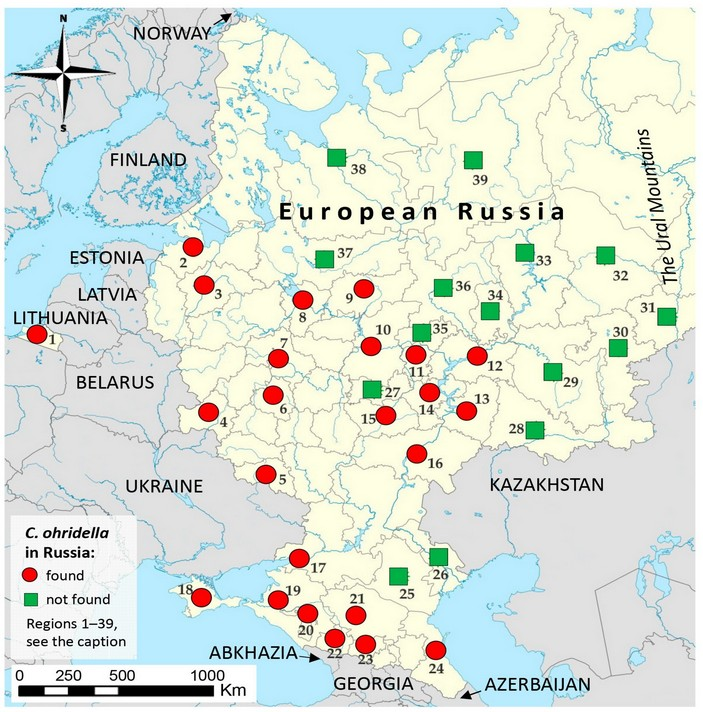 N
NORWAY
S
FINLAND
38
39
The Ural Mountains
European Russia
2
37
33
32
ESTONIA
3
9
36
34
LATVIA
8
31
LITHUANIA
1
10
35
30
7
11
12
BELARUS
27
13
29
6
14
15
4
28
16
5
UKRAINE
KAZAKHSTAN
C. ohridella
in Russia:
found
not found
Regions 1–39,
see the caption
17
26
25
18
19
21
20
22
23
24
ABKHAZIA
GEORGIA
AZERBAIJAN
0 250 500 1000
Km